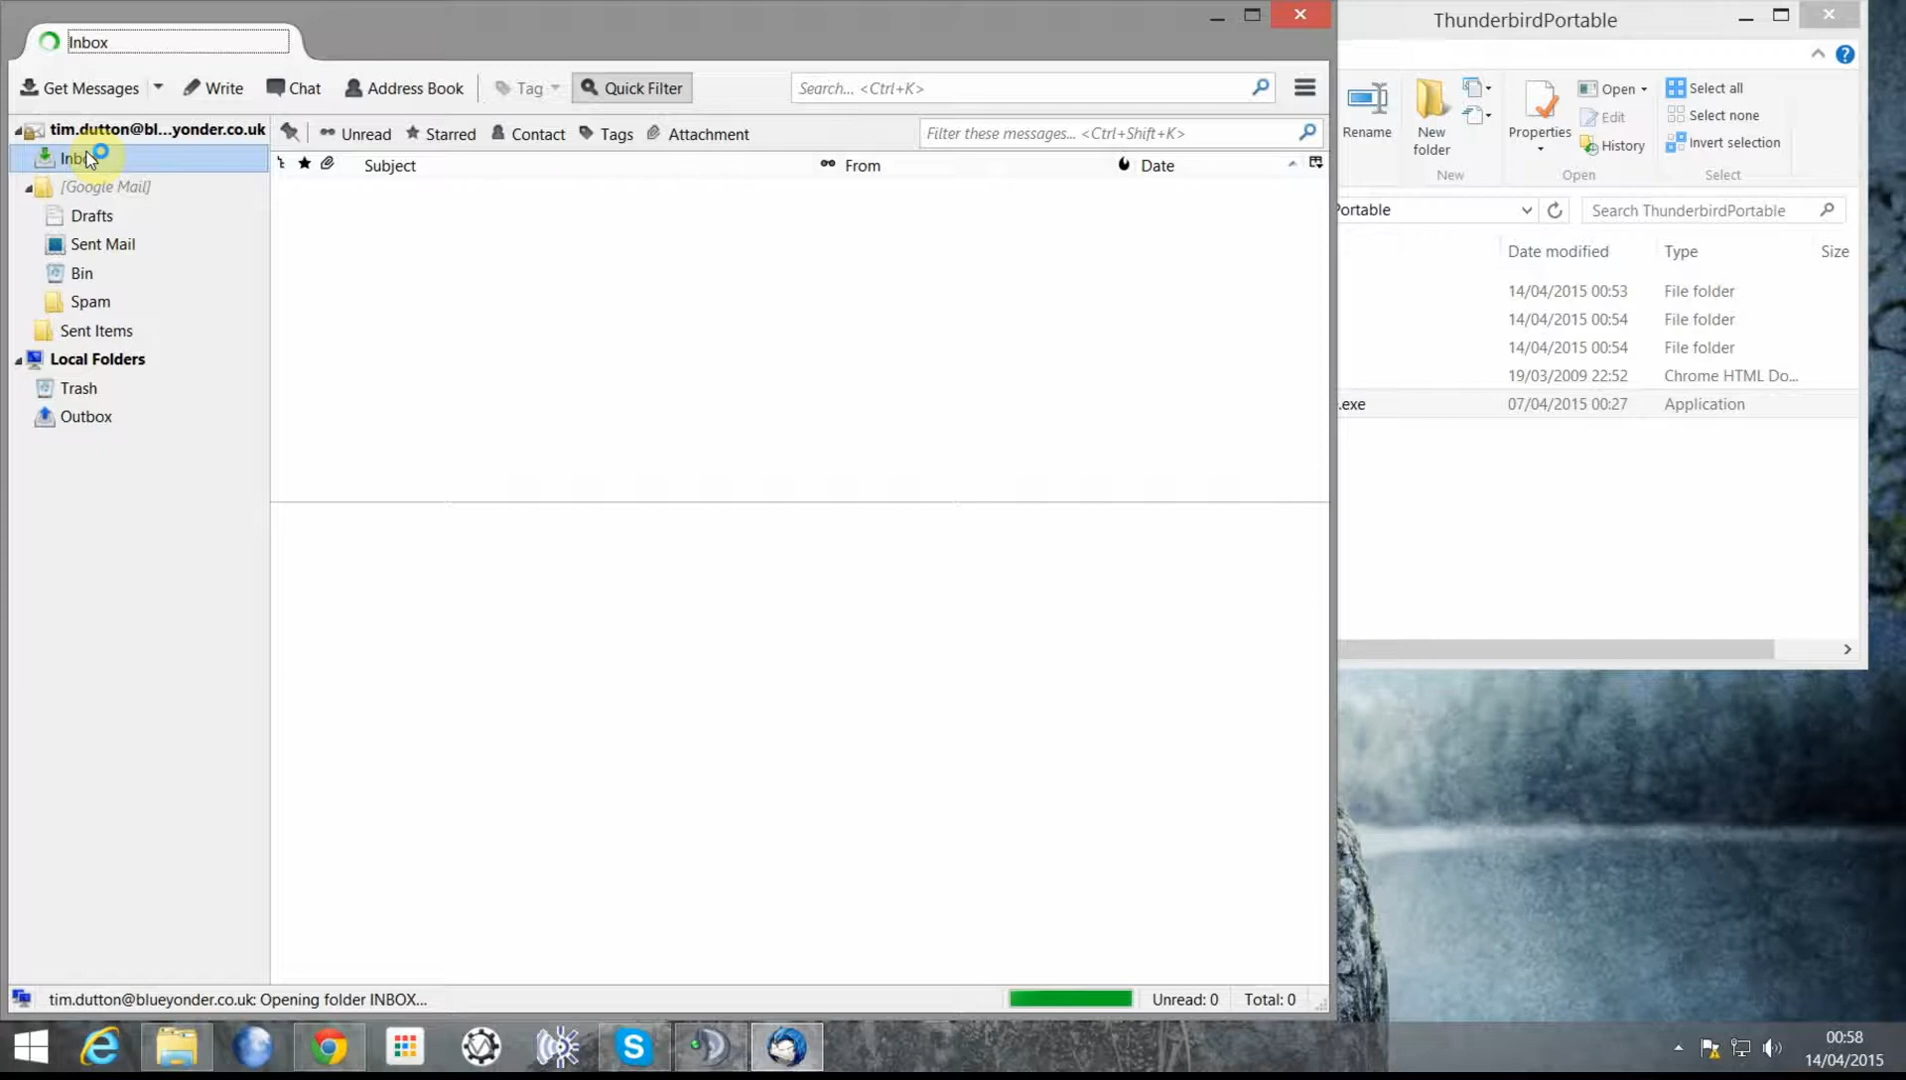 Inbox
Get Messages
Write
Chat
Address Book
Tag
Quick Filter
Search... <Ctrl+K>
tim.dutton@bl...yonder.co.uk
Inbox
[Google Mail]
Drafts
Sent Mail
Bin
Spam
Sent Items
Local Folders
Trash
Outbox
Unread
Starred
Contact
Tags
Attachment
Filter these messages... <Ctrl+Shift+K>
Subject
From
Date
tim.dutton@blueyonder.co.uk: Opening folder INBOX...
Unread: 0
Total: 0
ThunderbirdPortable
Rename
New folder
Properties
Open
Edit
History
Select all
Select none
Invert selection
New
Open
Select
Portable
Search ThunderbirdPortable
Date modified
Type
Size
14/04/2015 00:53
File folder
14/04/2015 00:54
File folder
14/04/2015 00:54
File folder
19/03/2009 22:52
Chrome HTML Do...
.exe
07/04/2015 00:27
Application
00:58
14/04/2015